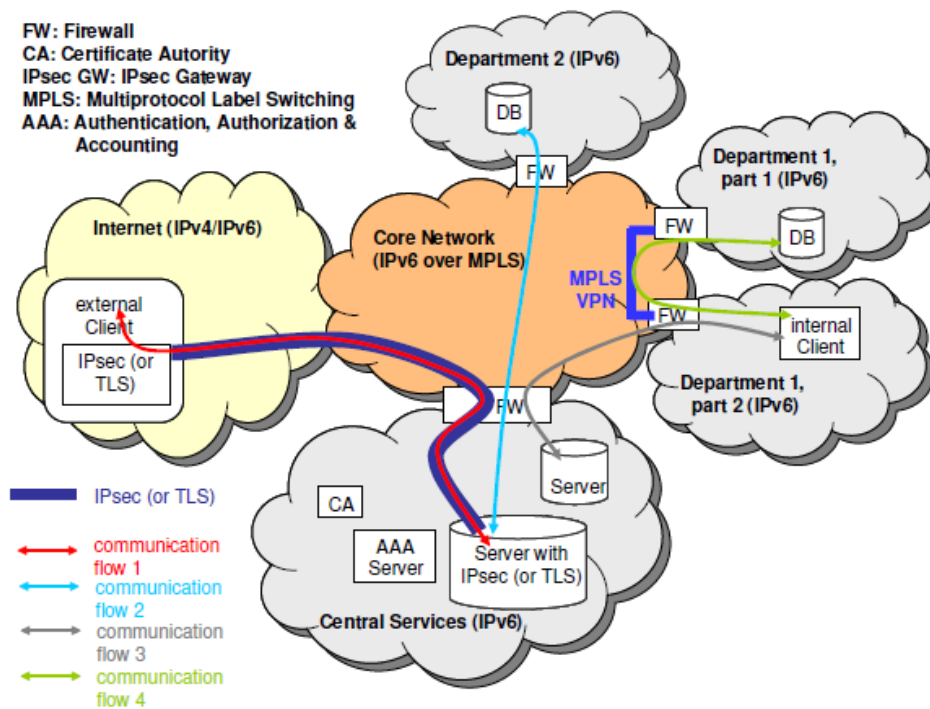 FW: Firewall
CA: Certificate Autority
IPsec GW: IPsec Gateway
MPLS: Multiprotocol Label Switching
AAA: Authentication, Authorization &
Accounting
Department 2 (IPv6)
DB
FW
Department 1,
part 1 (IPv6)
DB
FW
Internet (IPv4/IPv6)
Core Network
(IPv6 over MPLS)
MPLS
VPN
FW
external
Client
IPsec (or
TLS)
internal
Client
Department 1,
part 2 (IPv6)
FW
Server
CA
AAA
Server
Server with
IPsec (or TLS)
Central Services (IPv6)
IPsec (or TLS)
communication
flow 1
communication
flow 2
communication
flow 3
communication
flow 4